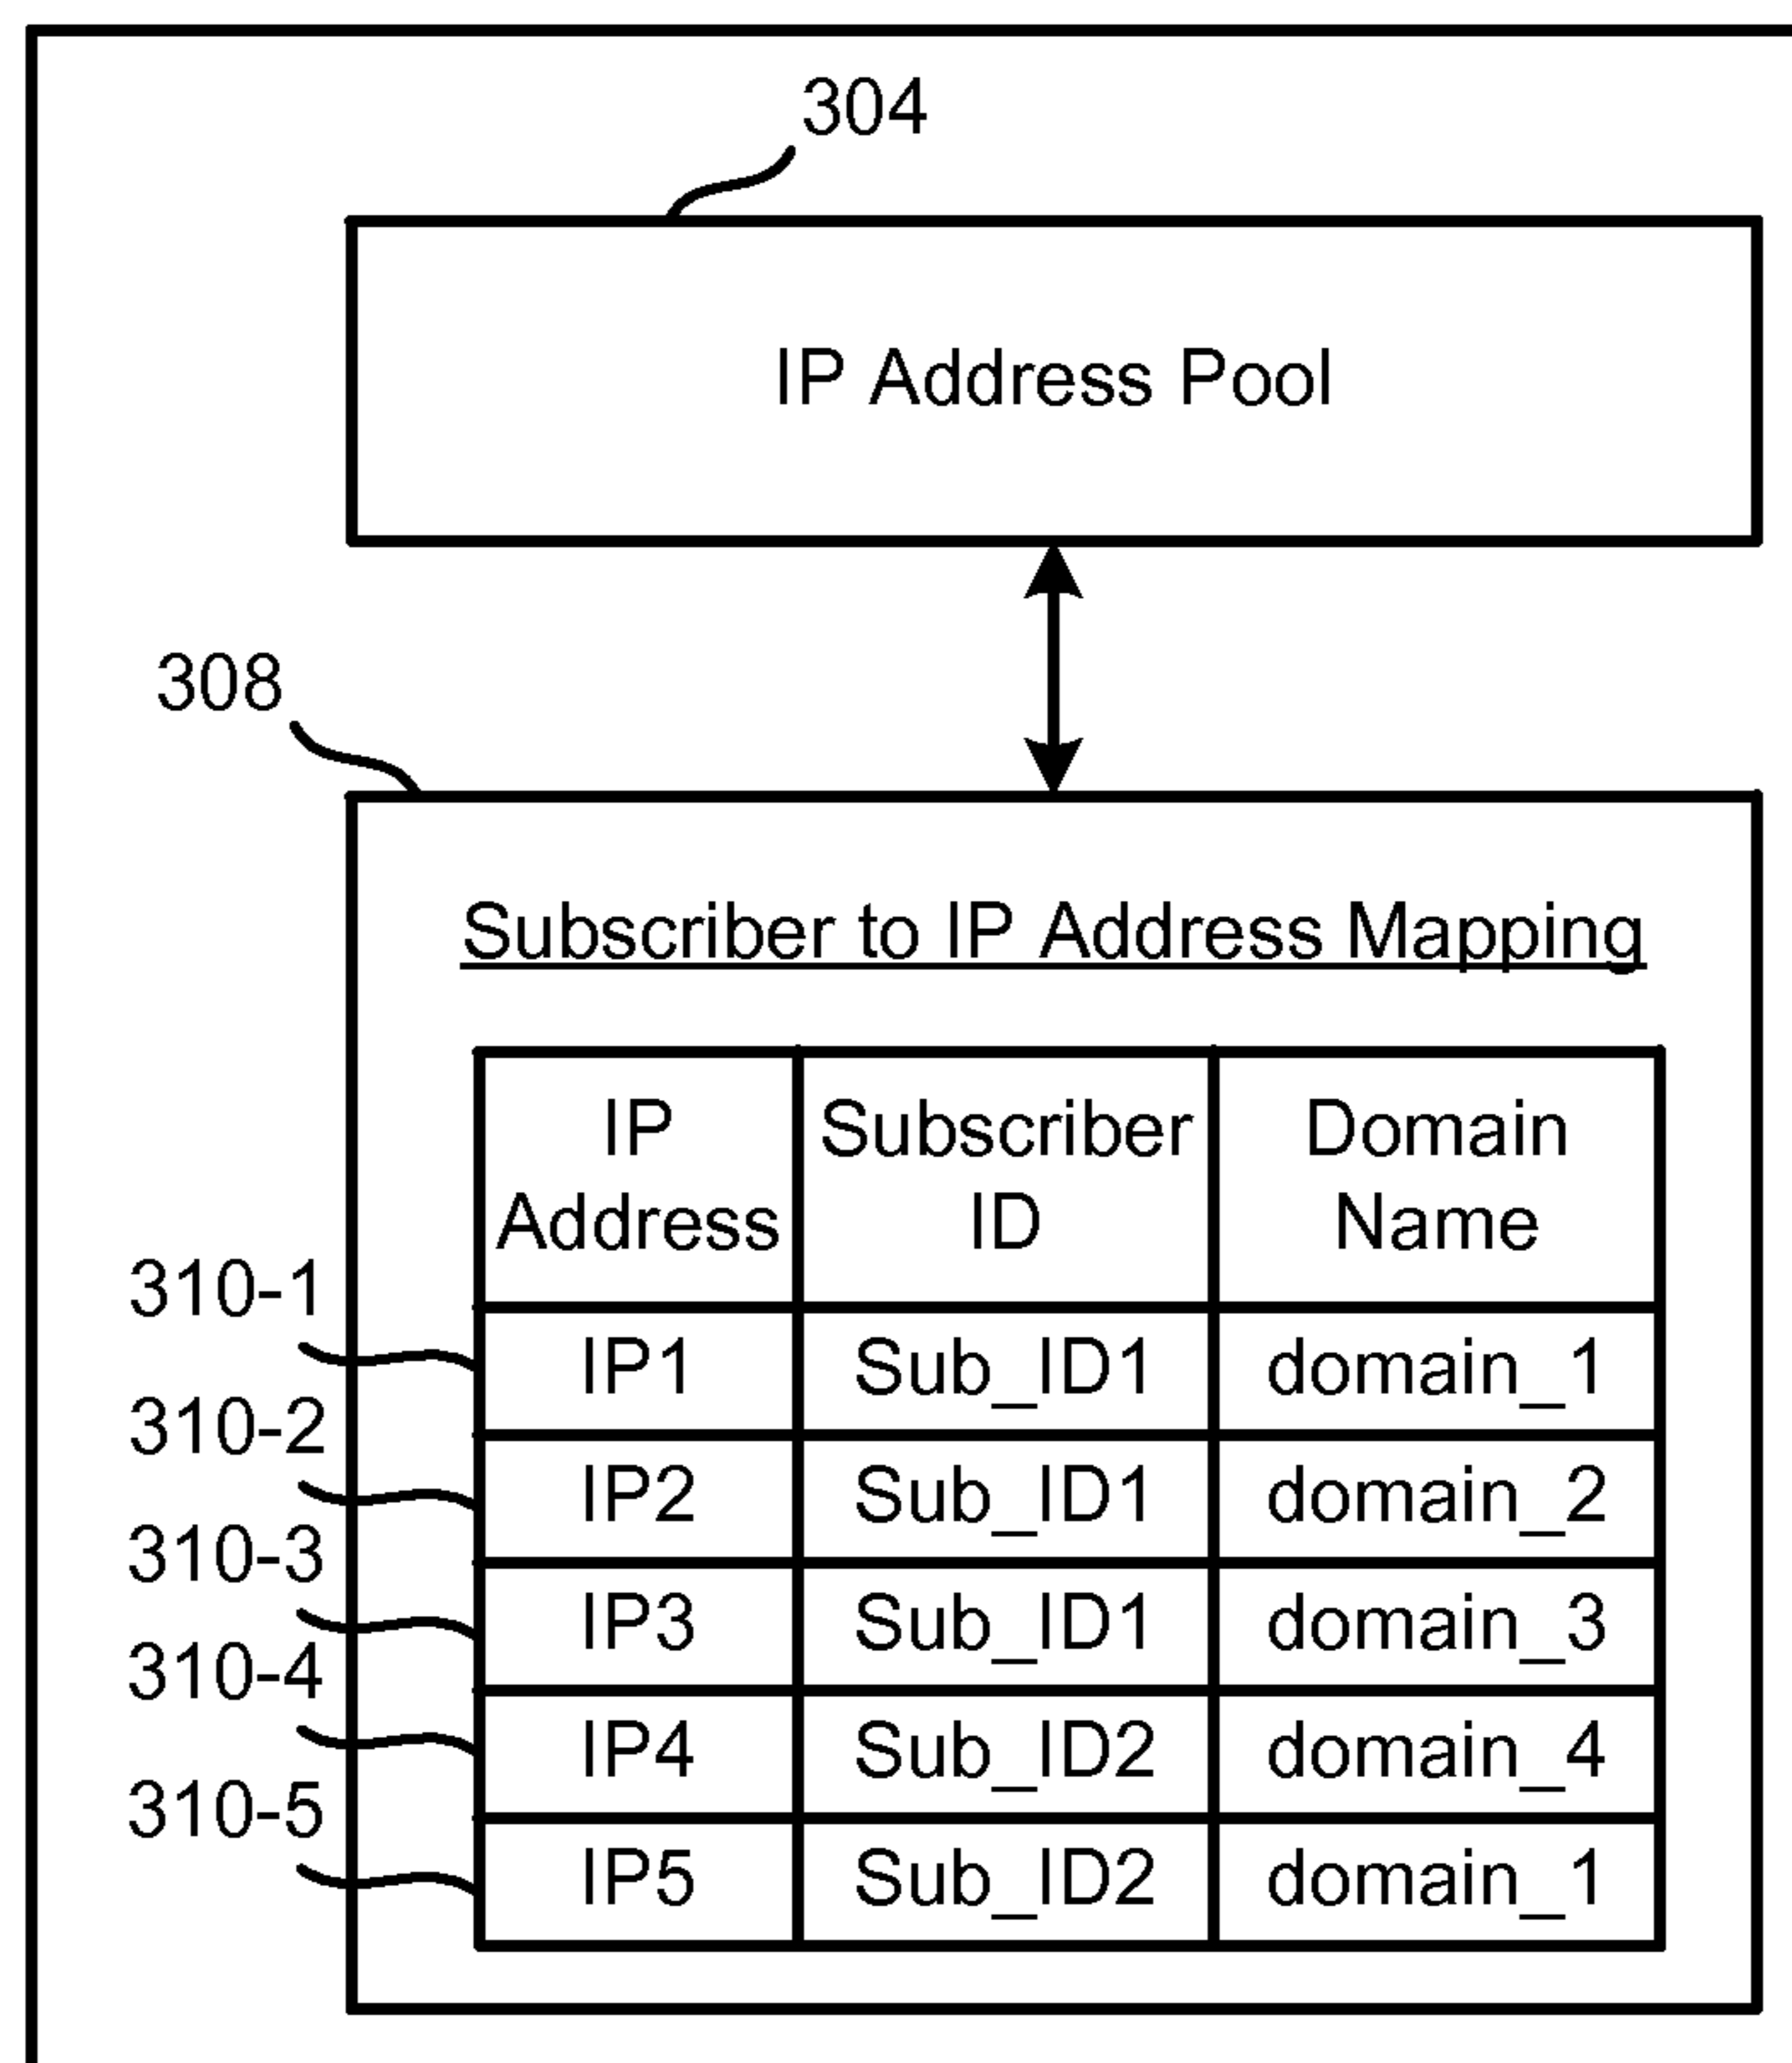 304
IP Address Pool
308
Subscriber to IP Address Mapping
IP Address
Subscriber ID
Domain Name
310-1
IP1 Sub_ID1 domain_1
310-2
IP2 Sub_ID1 domain_2
310-3
IP3 Sub_ID1 domain_3
310-4
IP4 Sub_ID2 domain_4
310-5
IP5 Sub_ID2 domain_1